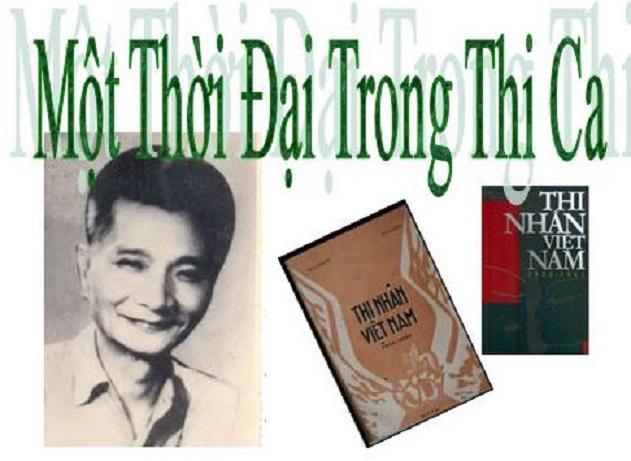 Một Thời Đại Trong Thi Ca
THI NHÂN
VIỆT NAM
THI
NHÂN
VIỆT
NAM